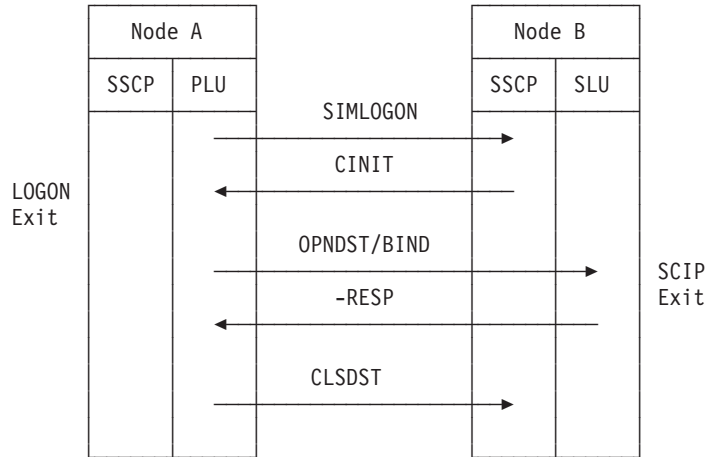 Node A Node B
SSCP PLU SSCP SLU
SIMLOGON
CINIT
LOGON
Exit
OPNDST/BIND
SCIP
Exit
-RESP
CLSDST